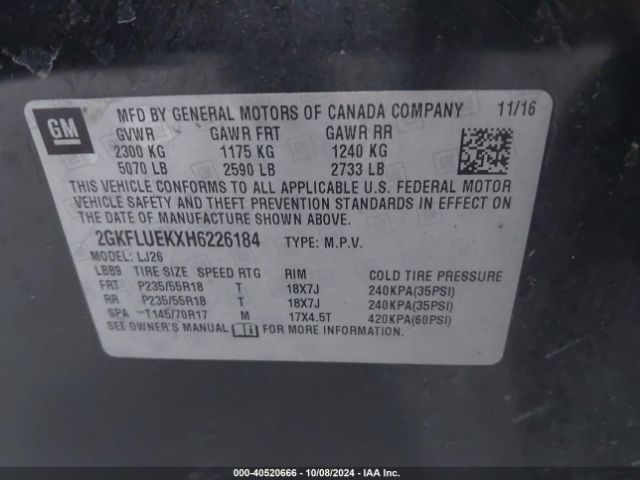 GM
MFD BY GENERAL MOTORS OF CANADA COMPANY 11/16
GVWR GAWR FRT GAWR RR
2300 KG 1175 KG 1240 KG
5070 LB 2590 LB 2733 LB
THIS VEHICLE CONFORMS TO ALL APPLICABLE U.S. FEDERAL MOTOR
VEHICLE SAFETY AND THEFT PREVENTION STANDARDS IN EFFECT ON
THE DATE OF MANUFACTURE SHOWN ABOVE.
2GKFLUEKXH6226184 TYPE: M.P.V.
MODEL: LJ26
LBB9 TIRE SIZE SPEED RTG RIM COLD TIRE PRESSURE
FRT P235/55R18 T 18X7J 240KPA(35PSI)
RR P235/55R18 T 18X7J 240KPA(35PSI)
SPA T145/70R17 M 17X4.5T 420KPA(60PSI)
SEE OWNER'S MANUAL FOR MORE INFORMATION.
000-40520666 - 10/08/2024 - IAA Inc.